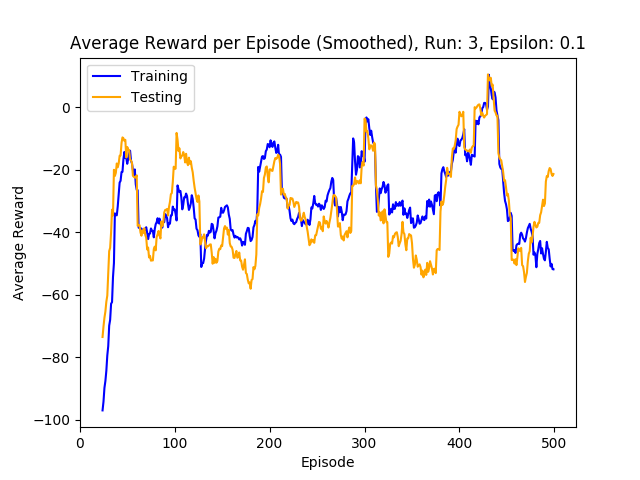 Average Reward per Episode (Smoothed), Run: 3, Epsilon: 0.1
Training
Testing
Average Reward
0
−20
−40
−60
−80
−100
0 100 200 300 400 500
Episode